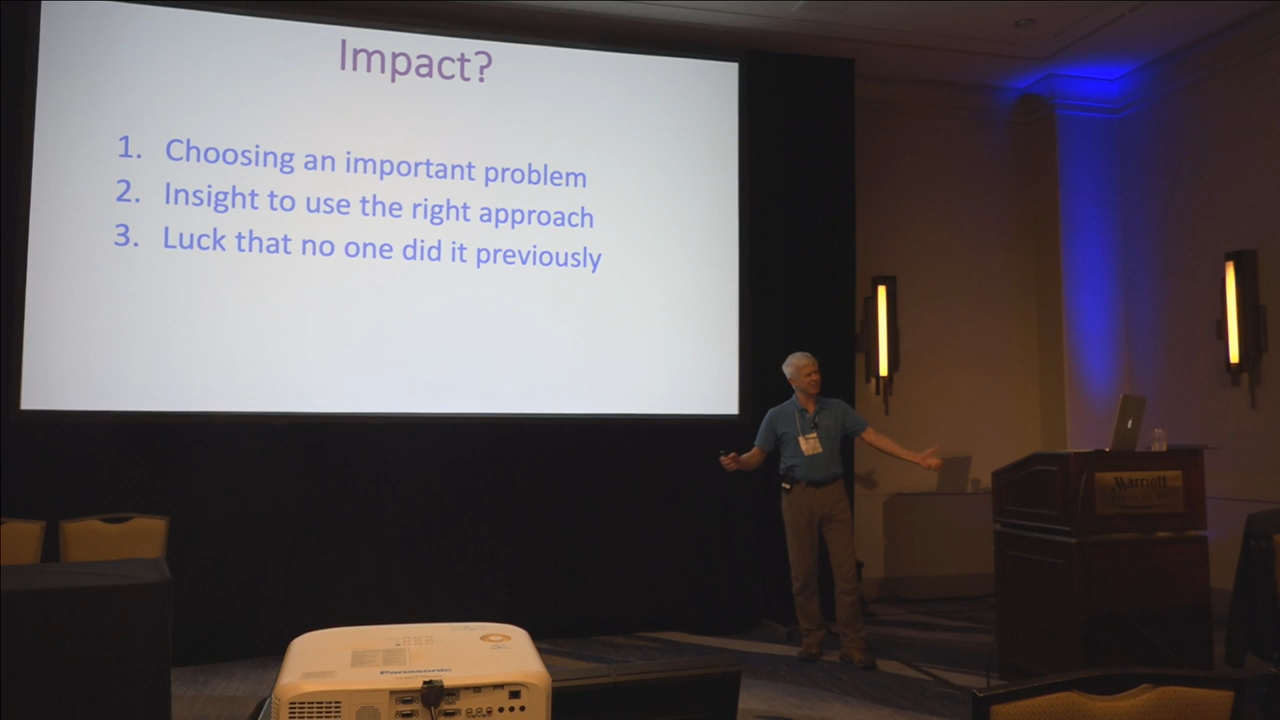 Impact?
1. Choosing an important problem
2. Insight to use the right approach
3. Luck that no one did it previously
Marriott
Panasonic